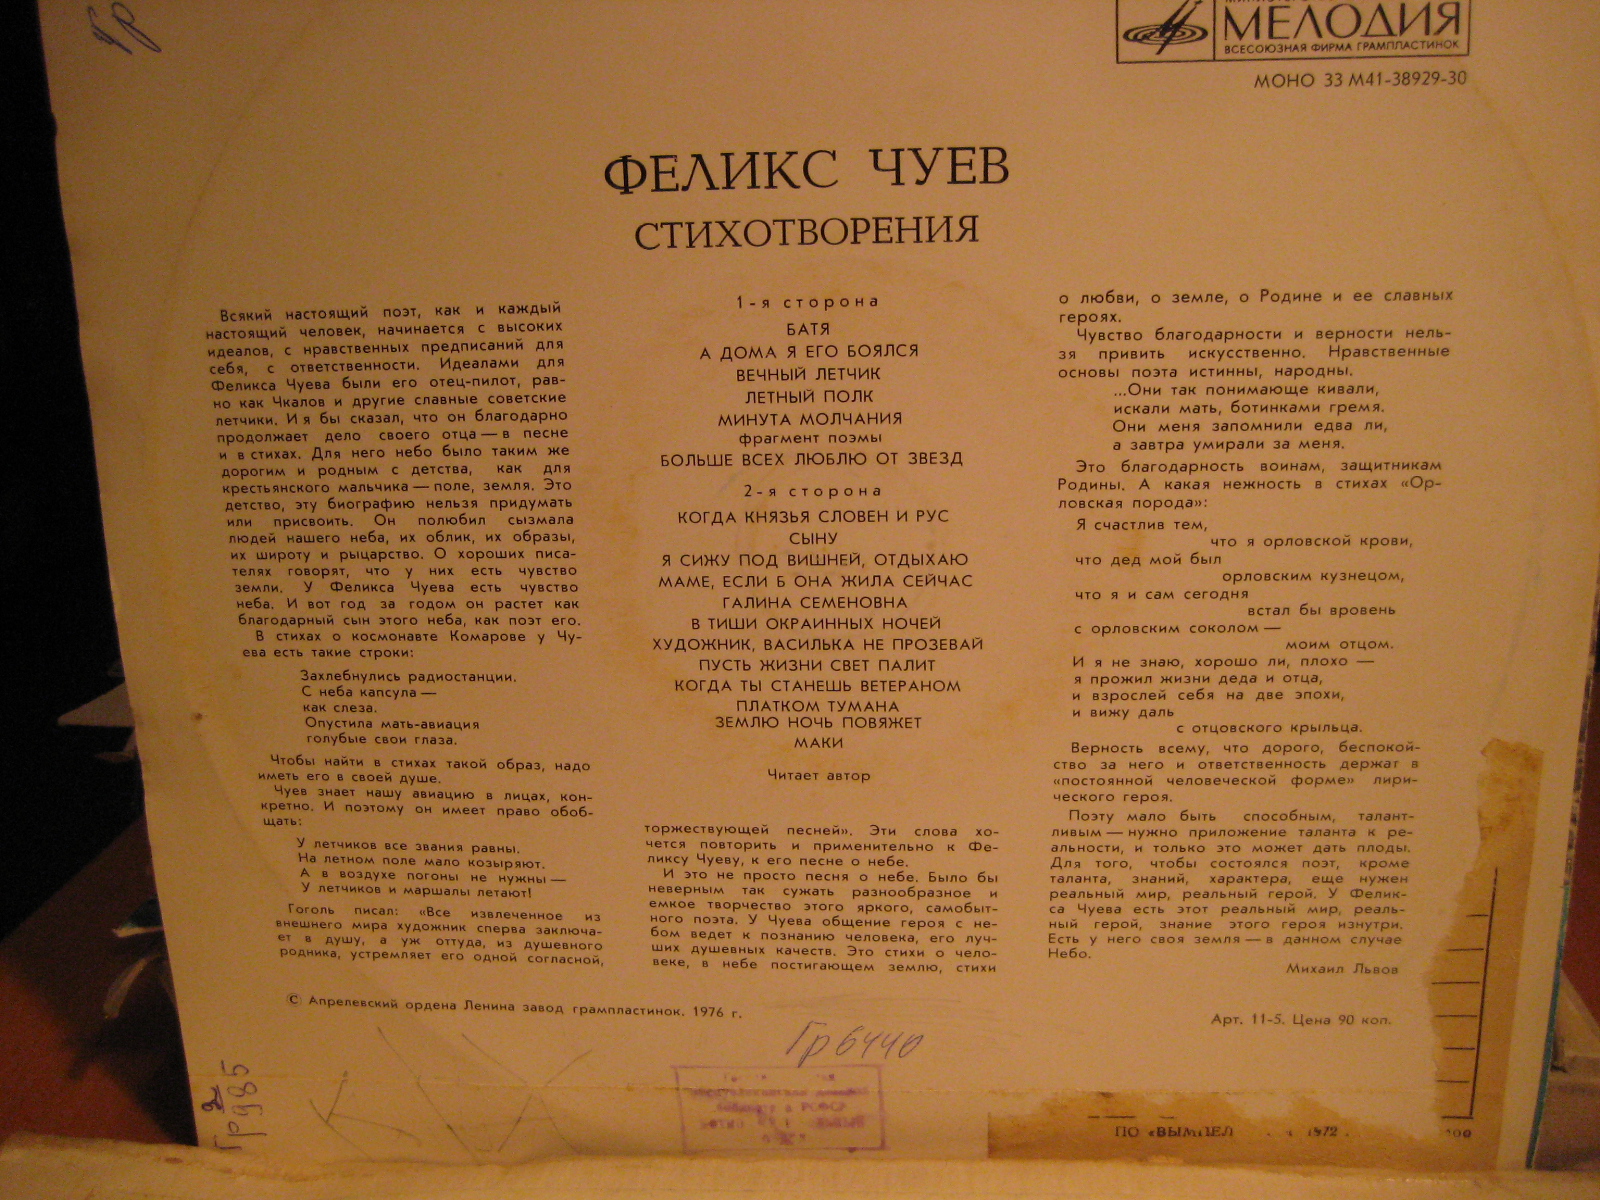 МЕЛОДИЯ
ВСЕСОЮЗНАЯ ФИРМА ГРАМПЛАСТИНОК
МОНО 33 М41-38929-30
ФЕЛИКС ЧУЕВ
СТИХОТВОРЕНИЯ
Всякий настоящий поэт, как и каждый
настоящий человек, начинается с высоких
идеалов, с нравственных предписаний для
себя, с ответственности. Идеалами для
Феликса Чуева были его отец-пилот, рав-
но как Чкалов и другие славные советские
летчики. И я бы сказал, что он благодарно
продолжает дело своего отца — в песне
и в стихах. Для него небо было таким же
дорогим и родным с детства, как для
крестьянского мальчика — поле, земля. Это
детство, эту биографию нельзя придумать
или присвоить. Он полюбил сызмала
людей нашего неба, их облик, их образы,
их широту и рыцарство. О хороших писа-
телях говорят, что у них есть чувство
земли. У Феликса Чуева есть чувство
неба. И вот год за годом он растет как
благодарный сын этого неба, как поэт его.
В стихах о космонавте Комарове у Чу-
ева есть такие строки:
Захлебнулись радиостанции.
С неба капсула —
как слеза.
Опустила мать-авиация
голубые свои глаза.
Чтобы найти в стихах такой образ, надо
иметь его в своей душе.
Чуев знает нашу авиацию в лицах, кон-
кретно. И поэтому он имеет право обоб-
щать:
У летчиков все звания равны.
На летном поле мало козыряют.
А в воздухе погоны не нужны —
У летчиков и маршалы летают!
Гоголь писал: «Все извлеченное из
внешнего мира художник сперва заключа-
ет в душу, а уж оттуда, из душевного
родника, устремляет его одной согласной,
1-я сторона
БАТЯ
А ДОМА Я ЕГО БОЯЛСЯ
ВЕЧНЫЙ ЛЕТЧИК
ЛЕТНЫЙ ПОЛК
МИНУТА МОЛЧАНИЯ
фрагмент поэмы
БОЛЬШЕ ВСЕХ ЛЮБЛЮ ОТ ЗВЕЗД
2-я сторона
КОГДА КНЯЗЬЯ СЛОВЕН И РУС
СЫНУ
Я СИЖУ ПОД ВИШНЕЙ, ОТДЫХАЮ
МАМЕ, ЕСЛИ Б ОНА ЖИЛА СЕЙЧАС
ГАЛИНА СЕМЕНОВНА
В ТИШИ ОКРАИННЫХ НОЧЕЙ
ХУДОЖНИК, ВАСИЛЬКА НЕ ПРОЗЕВАЙ
ПУСТЬ ЖИЗНИ СВЕТ ПАЛИТ
КОГДА ТЫ СТАНЕШЬ ВЕТЕРАНОМ
ПЛАТКОМ ТУМАНА
ЗЕМЛЮ НОЧЬ ПОВЯЖЕТ
МАКИ
Читает автор
торжествующей песней». Эти слова хо-
чется повторить и применительно к Фе-
ликсу Чуеву, к его песне о небе.
И это не просто песня о небе. Было бы
неверным так сужать разнообразное и
емкое творчество этого яркого, самобыт-
ного поэта. У Чуева общение героя с не-
бом ведет к познанию человека, его луч-
ших душевных качеств. Это стихи о чело-
веке, в небе постигающем землю, стихи
о любви, о земле, о Родине и ее славных
героях.
Чувство благодарности и верности нель-
зя привить искусственно. Нравственные
основы поэта истинны, народны.
...Они так понимающе кивали,
искали мать, ботинками гремя.
Они меня запомнили едва ли,
а завтра умирали за меня.
Это благодарность воинам, защитникам
Родины. А какая нежность в стихах «Ор-
ловская порода»:
Я счастлив тем,
что я орловской крови,
что дед мой был
орловским кузнецом,
что я и сам сегодня
встал бы вровень
с орловским соколом —
моим отцом.
И я не знаю, хорошо ли, плохо —
я прожил жизни деда и отца,
и взрослей себя на две эпохи,
и вижу даль
с отцовского крыльца.
Верность всему, что дорого, беспокой-
ство за него и ответственность держат в
«постоянной человеческой форме» лири-
ческого героя.
Поэту мало быть способным, талант-
ливым — нужно приложение таланта к ре-
альности, и только это может дать плоды.
Для того, чтобы состоялся поэт, кроме
таланта, знаний, характера, еще нужен
реальный мир, реальный герой. У Фелик-
са Чуева есть этот реальный мир, реаль-
ный герой, знание этого героя изнутри.
Есть у него своя земля — в данном случае
Небо.
Михаил Львов
© Апрелевский ордена Ленина завод грампластинок. 1976 г.
Арт. 11-5. Цена 90 коп.
Гр 6440
Гр 985
2
Гр
ПО «ВЫМПЕЛ 1972